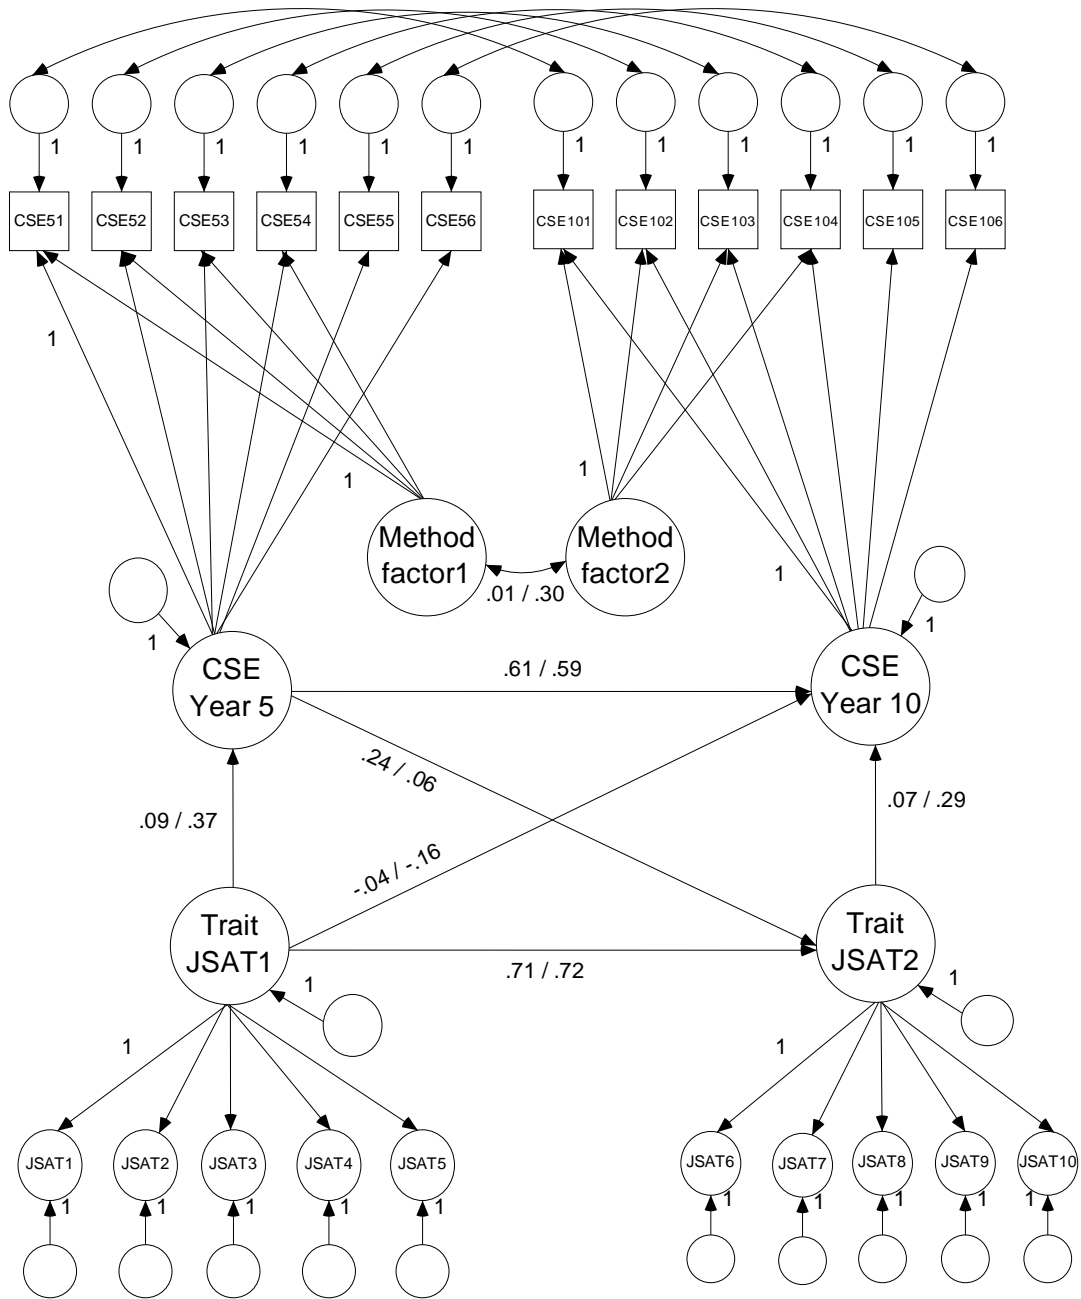 1 1 1 1 1 1 1 1 1 1 1 1
CSE51 CSE52 CSE53 CSE54 CSE55 CSE56 CSE101 CSE102 CSE103 CSE104 CSE105 CSE106
1
1 1
Method
factor1
Method
factor2
.01 / .30
1
1 1
CSE
Year 5
.61 / .59
CSE
Year 10
.24 / .06
.09 / .37
.07 / .29
-.04 / -.16
Trait
JSAT1
.71 / .72
Trait
JSAT2
1 1
1 1
JSAT1 JSAT2 JSAT3 JSAT4 JSAT5 JSAT6 JSAT7 JSAT8 JSAT9 JSAT10
1 1 1 1 1 1 1 1 1 1